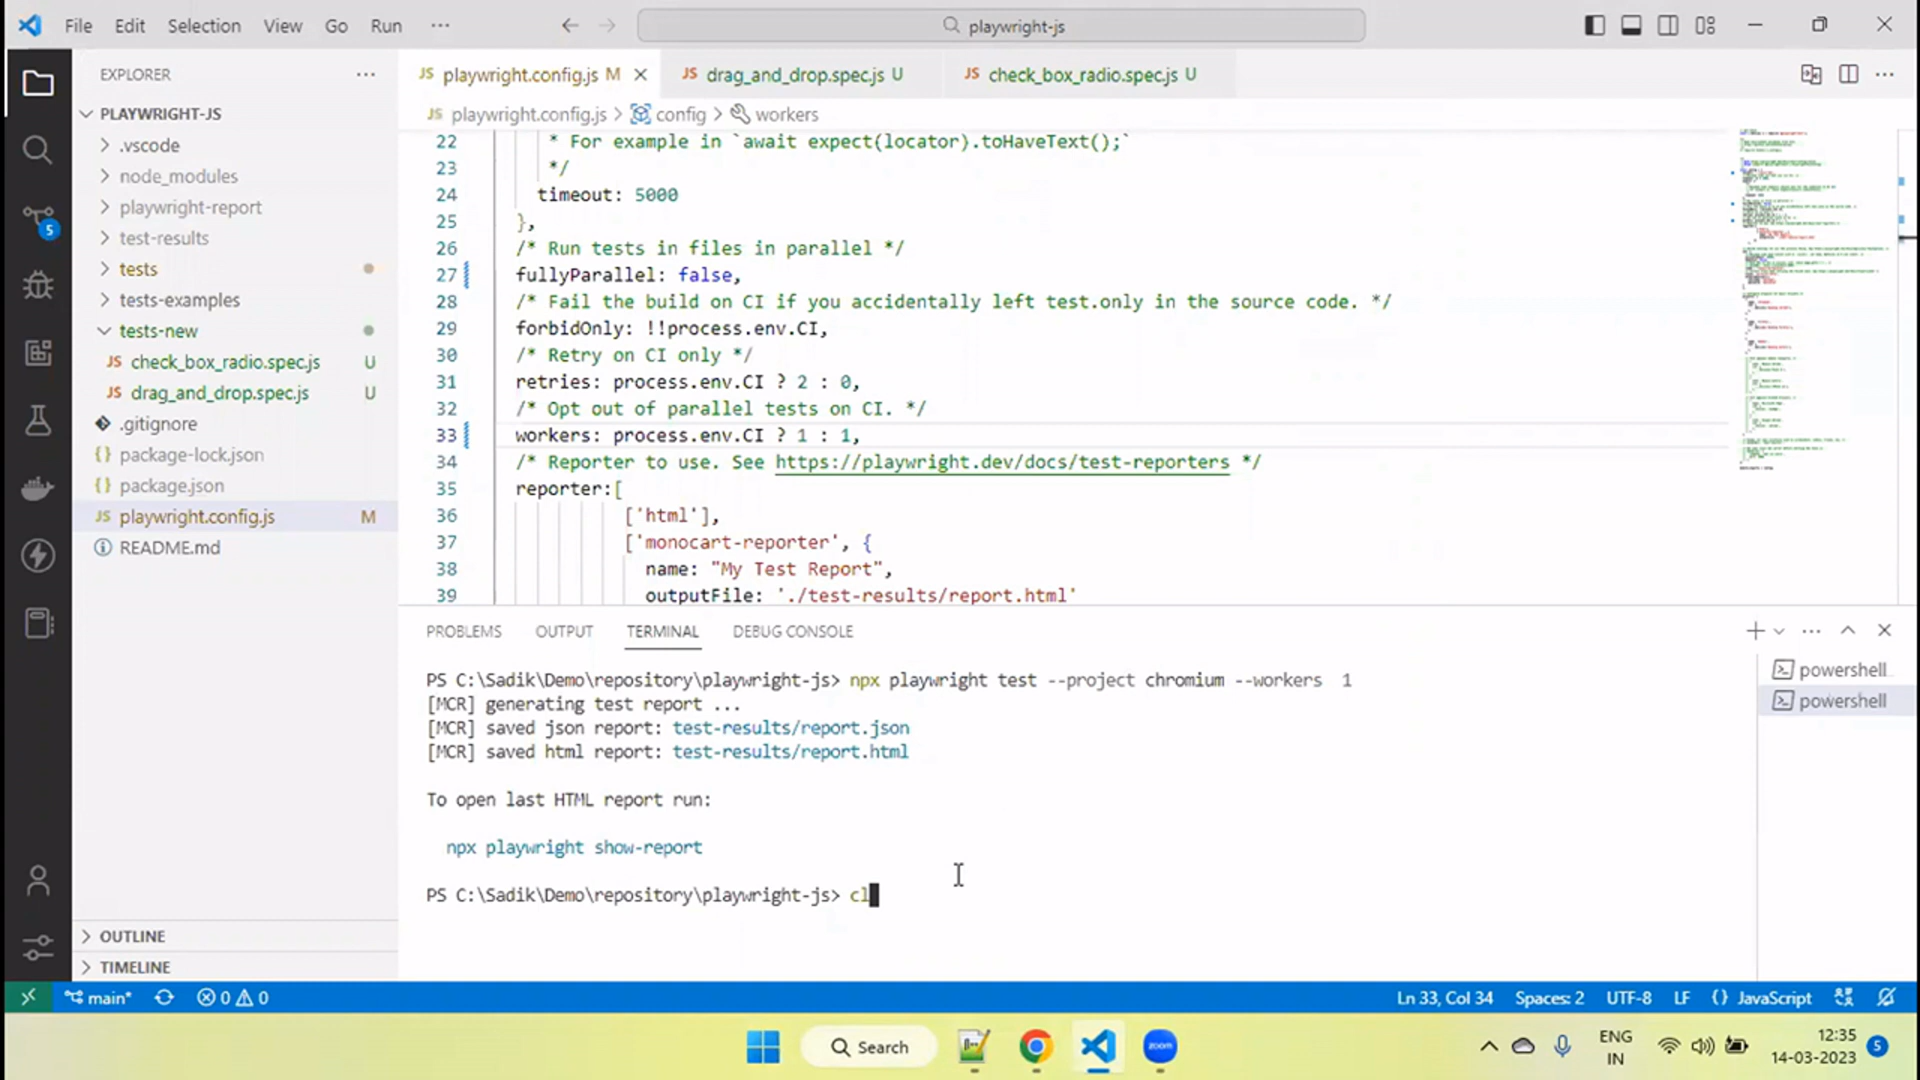 File Edit Selection View Go Run ···
playwright-js
EXPLORER ···
PLAYWRIGHT-JS
.vscode
node_modules
playwright-report
test-results
tests
tests-examples
tests-new
JS check_box_radio.spec.js U
JS drag_and_drop.spec.js U
.gitignore
{} package-lock.json
{} package.json
JS playwright.config.js M
README.md
OUTLINE
TIMELINE
JS playwright.config.js M
JS drag_and_drop.spec.js U
JS check_box_radio.spec.js U
JS playwright.config.js > config > workers
22 * For example in `await expect(locator).toHaveText();`
23 */
24 timeout: 5000
25 },
26 /* Run tests in files in parallel */
27 fullyParallel: false,
28 /* Fail the build on CI if you accidentally left test.only in the source code. */
29 forbidOnly: !!process.env.CI,
30 /* Retry on CI only */
31 retries: process.env.CI ? 2 : 0,
32 /* Opt out of parallel tests on CI. */
33 workers: process.env.CI ? 1 : 1,
34 /* Reporter to use. See https://playwright.dev/docs/test-reporters */
35 reporter:[
36 ['html'],
37 ['monocart-reporter', {
38 name: "My Test Report",
39 outputFile: './test-results/report.html'
PROBLEMS OUTPUT TERMINAL DEBUG CONSOLE
PS C:\Sadik\Demo\repository\playwright-js> npx playwright test --project chromium --workers 1
[MCR] generating test report ...
[MCR] saved json report: test-results/report.json
[MCR] saved html report: test-results/report.html
To open last HTML report run:
npx playwright show-report
PS C:\Sadik\Demo\repository\playwright-js> cl
powershell
powershell
5
main* 0 0
Ln 33, Col 34 Spaces: 2 UTF-8 LF {} JavaScript
Search
zoom
ENG
IN
12:35
14-03-2023
5